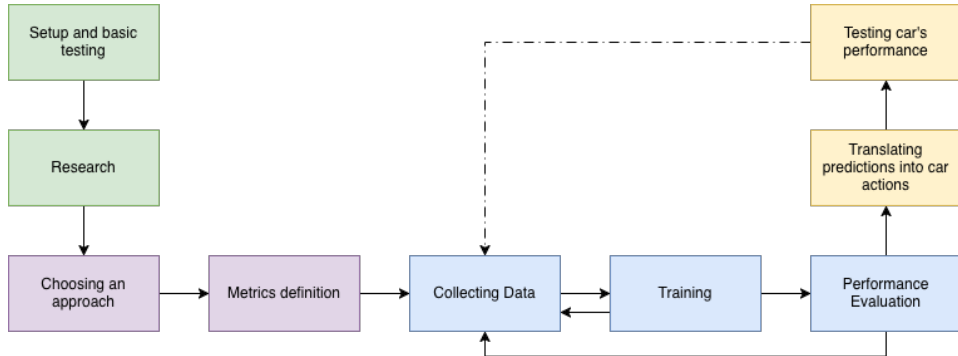 Setup and basic
testing
Testing car's
performance
Research
Translating
predictions into car
actions
Choosing an
approach
Metrics definition
Collecting Data
Training
Performance
Evaluation